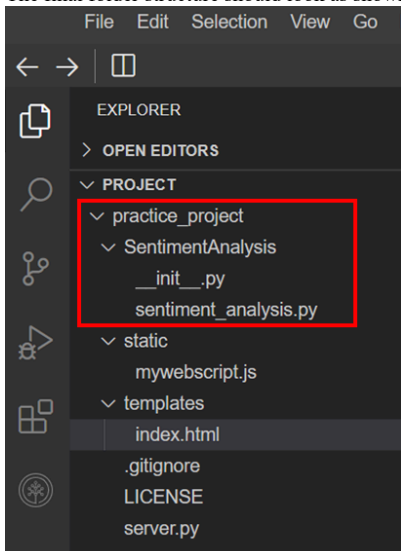 File Edit Selection View Go
EXPLORER
OPEN EDITORS
PROJECT
practice_project
SentimentAnalysis
__init__.py
sentiment_analysis.py
static
mywebscript.js
templates
index.html
.gitignore
LICENSE
server.py